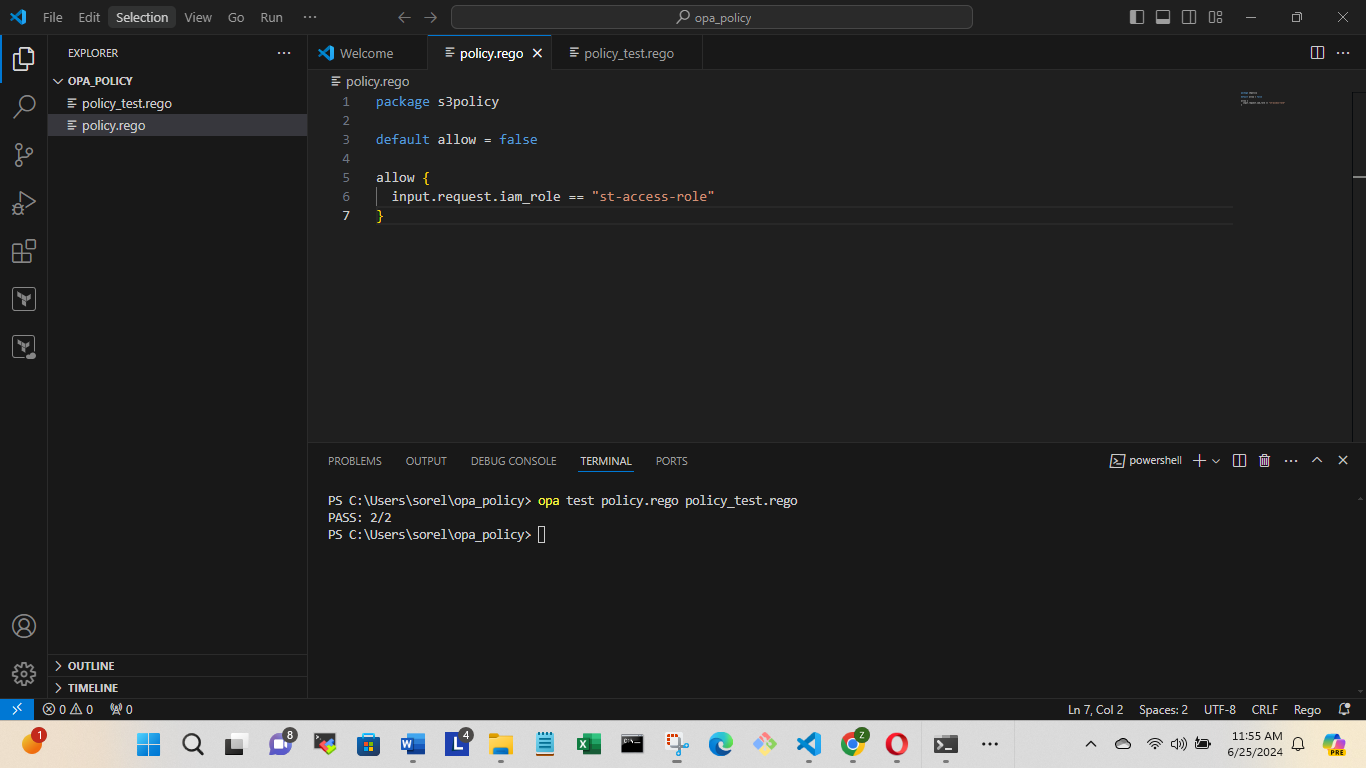 File Edit Selection View Go Run ···
opa_policy
EXPLORER ···
OPA_POLICY
policy_test.rego
policy.rego
OUTLINE
TIMELINE
Welcome policy.rego policy_test.rego
policy.rego
1 package s3policy
2
3 default allow = false
4
5 allow {
6 input.request.iam_role == "st-access-role"
7 }
PROBLEMS OUTPUT DEBUG CONSOLE TERMINAL PORTS
powershell
PS C:\Users\sorel\opa_policy> opa test policy.rego policy_test.rego
PASS: 2/2
PS C:\Users\sorel\opa_policy>
0 0 0
Ln 7, Col 2 Spaces: 2 UTF-8 CRLF Rego
1 8 4 Z
11:55 AM
6/25/2024
PRE